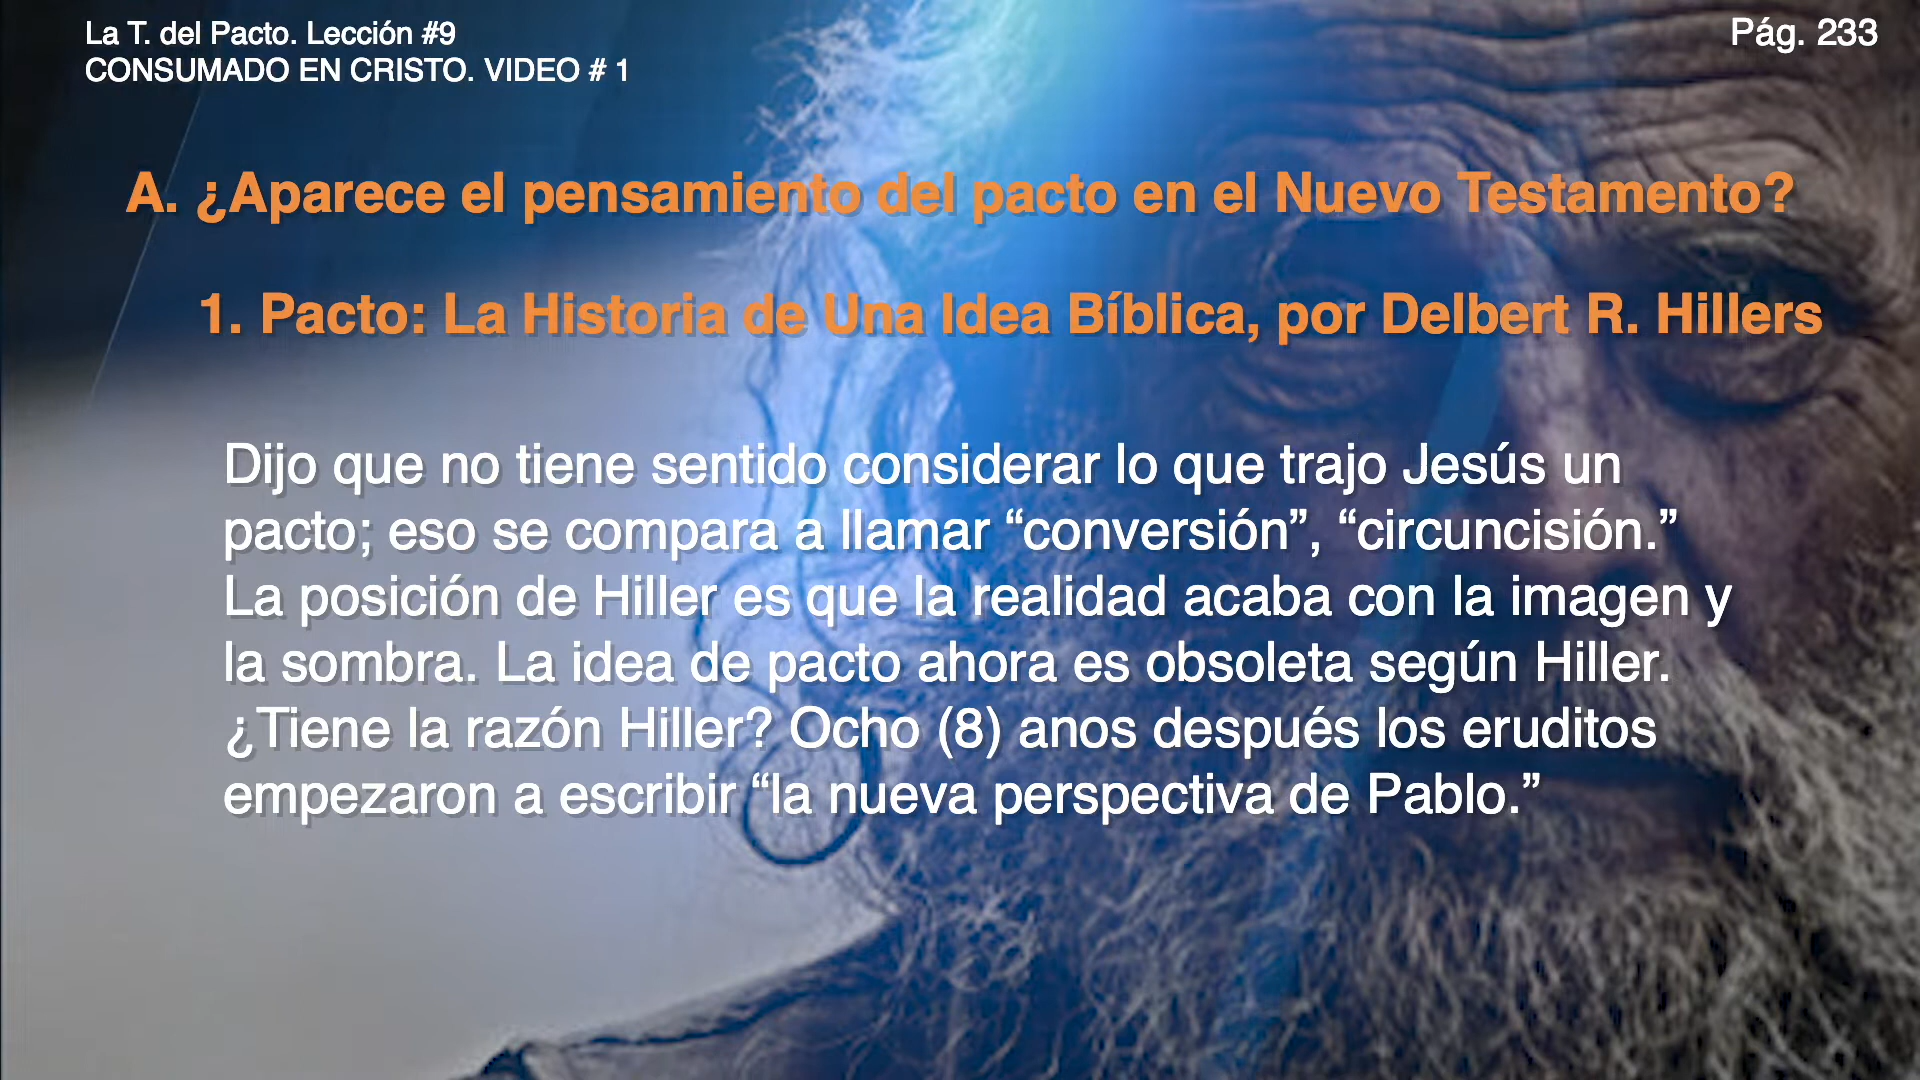 La T. del Pacto. Lección #9
CONSUMADO EN CRISTO. VIDEO # 1
Pág. 233
A. ¿Aparece el pensamiento del pacto en el Nuevo Testamento?
1. Pacto: La Historia de Una Idea Bíblica, por Delbert R. Hillers
Dijo que no tiene sentido considerar lo que trajo Jesús un
pacto; eso se compara a llamar “conversión”, “circuncisión.”
La posición de Hiller es que la realidad acaba con la imagen y
la sombra. La idea de pacto ahora es obsoleta según Hiller.
¿Tiene la razón Hiller? Ocho (8) anos después los eruditos
empezaron a escribir “la nueva perspectiva de Pablo.”